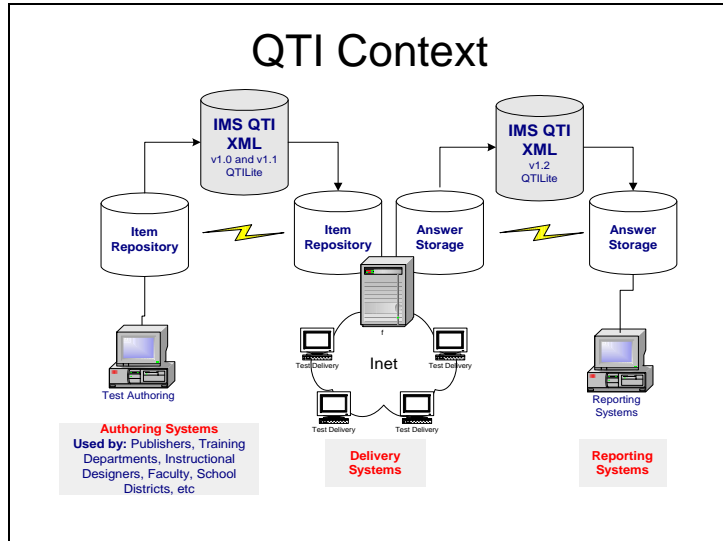 QTI Context
IMS QTI
XML
v1.0 and v1.1
QTILite
IMS QTI
XML
v1.2
QTILite
Item
Repository
Item
Repository
Answer
Storage
Answer
Storage
f
Inet
Test Delivery
Test Delivery
Test Delivery
Test Delivery
Test Authoring
Reporting
Systems
Authoring Systems
Used by: Publishers, Training
Departments, Instructional
Designers, Faculty, School
Districts, etc
Delivery
Systems
Reporting
Systems